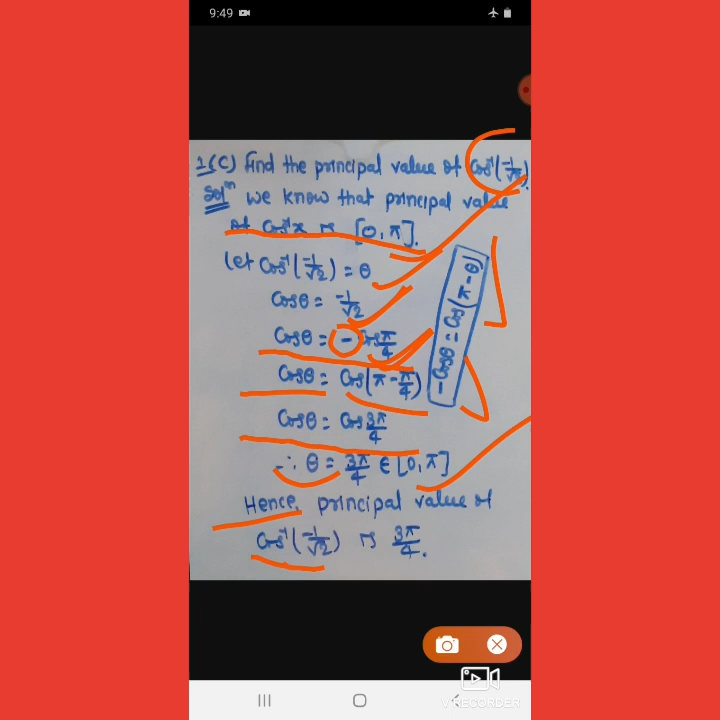 9:49
1(C) Find the principal value of Cos⁻¹(-1/√2).
Solⁿ We know that principal value
of Cos⁻¹x is [0, π].
Let Cos⁻¹(-1/√2) = θ
Cosθ = -1/√2
Cosθ = - Cos π/4
Cosθ = Cos(π - π/4)
Cosθ = Cos 3π/4
∴ θ = 3π/4 ∈ [0, π]
Hence, principal value of
Cos⁻¹(-1/√2) is 3π/4.
-Cosθ = Cos(π-θ)
VRECORDER